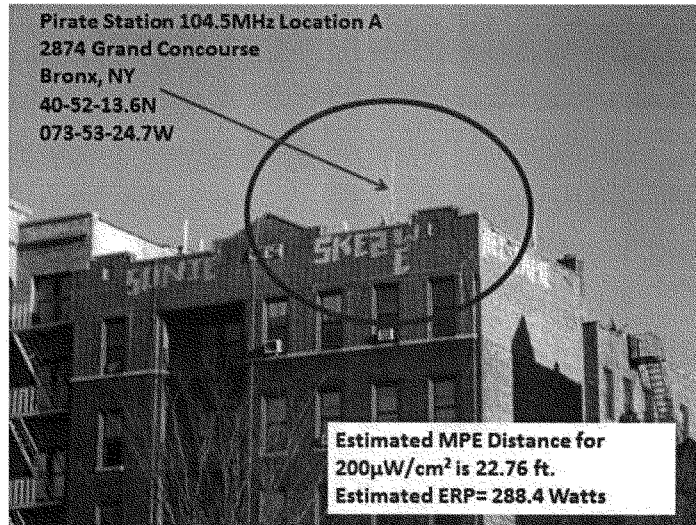 Pirate Station 104.5MHz Location A
2874 Grand Concourse
Bronx, NY
40-52-13.6N
073-53-24.7W
SKEZ
Estimated MPE Distance for
200µW/cm² is 22.76 ft.
Estimated ERP= 288.4 Watts